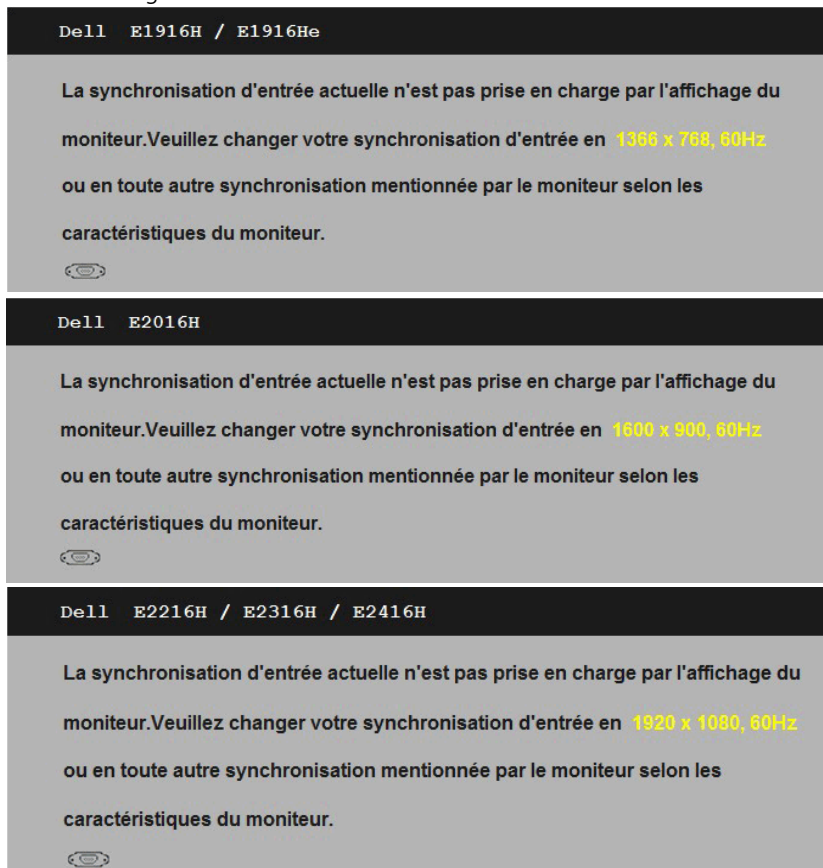 Dell E1916H / E1916He
La synchronisation d'entrée actuelle n'est pas prise en charge par l'affichage du
moniteur.Veuillez changer votre synchronisation d'entrée en 1366 x 768, 60Hz
ou en toute autre synchronisation mentionnée par le moniteur selon les
caractéristiques du moniteur.
Dell E2016H
La synchronisation d'entrée actuelle n'est pas prise en charge par l'affichage du
moniteur.Veuillez changer votre synchronisation d'entrée en 1600 x 900, 60Hz
ou en toute autre synchronisation mentionnée par le moniteur selon les
caractéristiques du moniteur.
Dell E2216H / E2316H / E2416H
La synchronisation d'entrée actuelle n'est pas prise en charge par l'affichage du
moniteur.Veuillez changer votre synchronisation d'entrée en 1920 x 1080, 60Hz
ou en toute autre synchronisation mentionnée par le moniteur selon les
caractéristiques du moniteur.